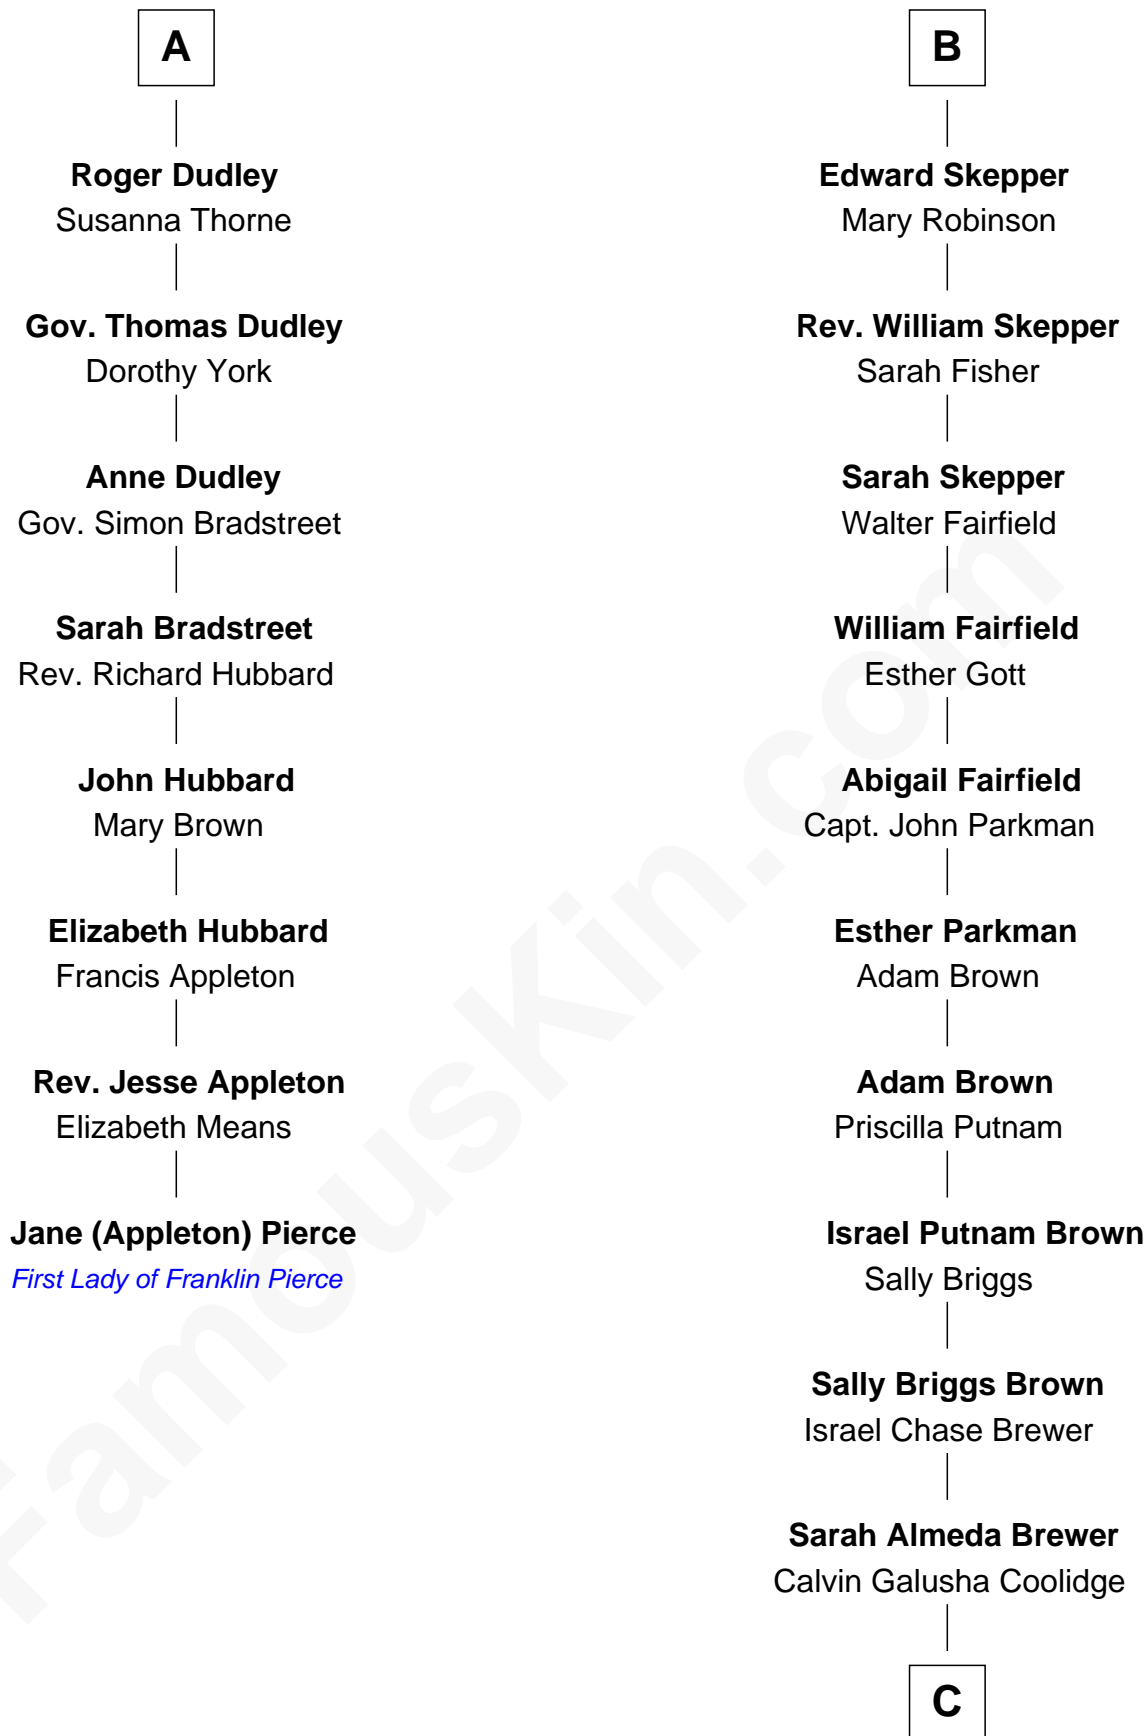 A
Roger Dudley
Susanna Thorne
Gov. Thomas Dudley
Dorothy York
Anne Dudley
Gov. Simon Bradstreet
Sarah Bradstreet
Rev. Richard Hubbard
John Hubbard
Mary Brown
Elizabeth Hubbard
Francis Appleton
Rev. Jesse Appleton
Elizabeth Means
Jane (Appleton) Pierce
First Lady of Franklin Pierce
B
Edward Skepper
Mary Robinson
Rev. William Skepper
Sarah Fisher
Sarah Skepper
Walter Fairfield
William Fairfield
Esther Gott
Abigail Fairfield
Capt. John Parkman
Esther Parkman
Adam Brown
Adam Brown
Priscilla Putnam
Israel Putnam Brown
Sally Briggs
Sally Briggs Brown
Israel Chase Brewer
Sarah Almeda Brewer
Calvin Galusha Coolidge
C
FamousKin.com